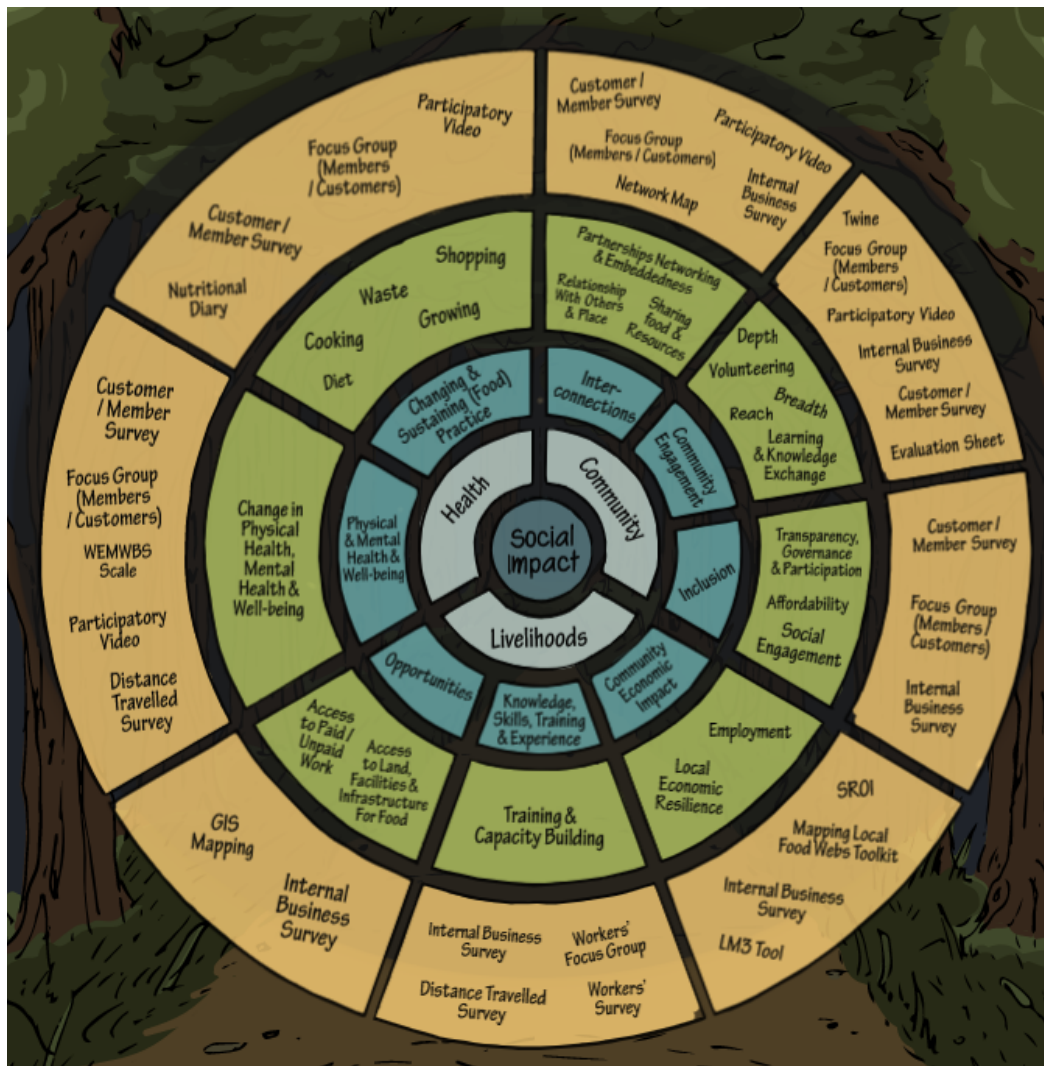 Social
Impact
Health
Community
Livelihoods
Changing &
Sustaining (Food)
Practice
Inter-
connections
Community
Engagement
Inclusion
Community
Economic
Impact
Knowledge,
Skills, Training
& Experience
Opportunities
Physical
& Mental
Health &
Well-being
Shopping
Waste
Growing
Cooking
Diet
Partnerships Networking
& Embeddedness
Relationship
With Others
& Place
Sharing
food &
Resources
Depth
Volunteering
Breadth
Reach
Learning
& Knowledge
Exchange
Transparency,
Governance
& Participation
Affordability
Social
Engagement
Employment
Local
Economic
Resilience
Training &
Capacity Building
Access
to Paid /
Unpaid
Work
Access
to Land,
Facilities &
Infrastructure
For Food
Change in
Physical
Health,
Mental
Health &
Well-being
Participatory
Video
Focus Group
(Members
/ Customers)
Customer /
Member Survey
Nutritional
Diary
Customer /
Member Survey
Participatory Video
Focus Group
(Members / Customers)
Internal
Business
Survey
Network Map
Twine
Focus Group
(Members
/ Customers)
Participatory Video
Internal Business
Survey
Customer /
Member Survey
Evaluation Sheet
Customer /
Member Survey
Focus Group
(Members /
Customers)
Internal
Business
Survey
SROI
Mapping Local
Food Webs Toolkit
Internal Business
Survey
LM3 Tool
Internal Business
Survey
Workers'
Focus Group
Distance Travelled
Survey
Workers'
Survey
GIS
Mapping
Internal
Business
Survey
Customer
/ Member
Survey
Focus Group
(Members
/ Customers)
WEMWBS
Scale
Participatory
Video
Distance
Travelled
Survey